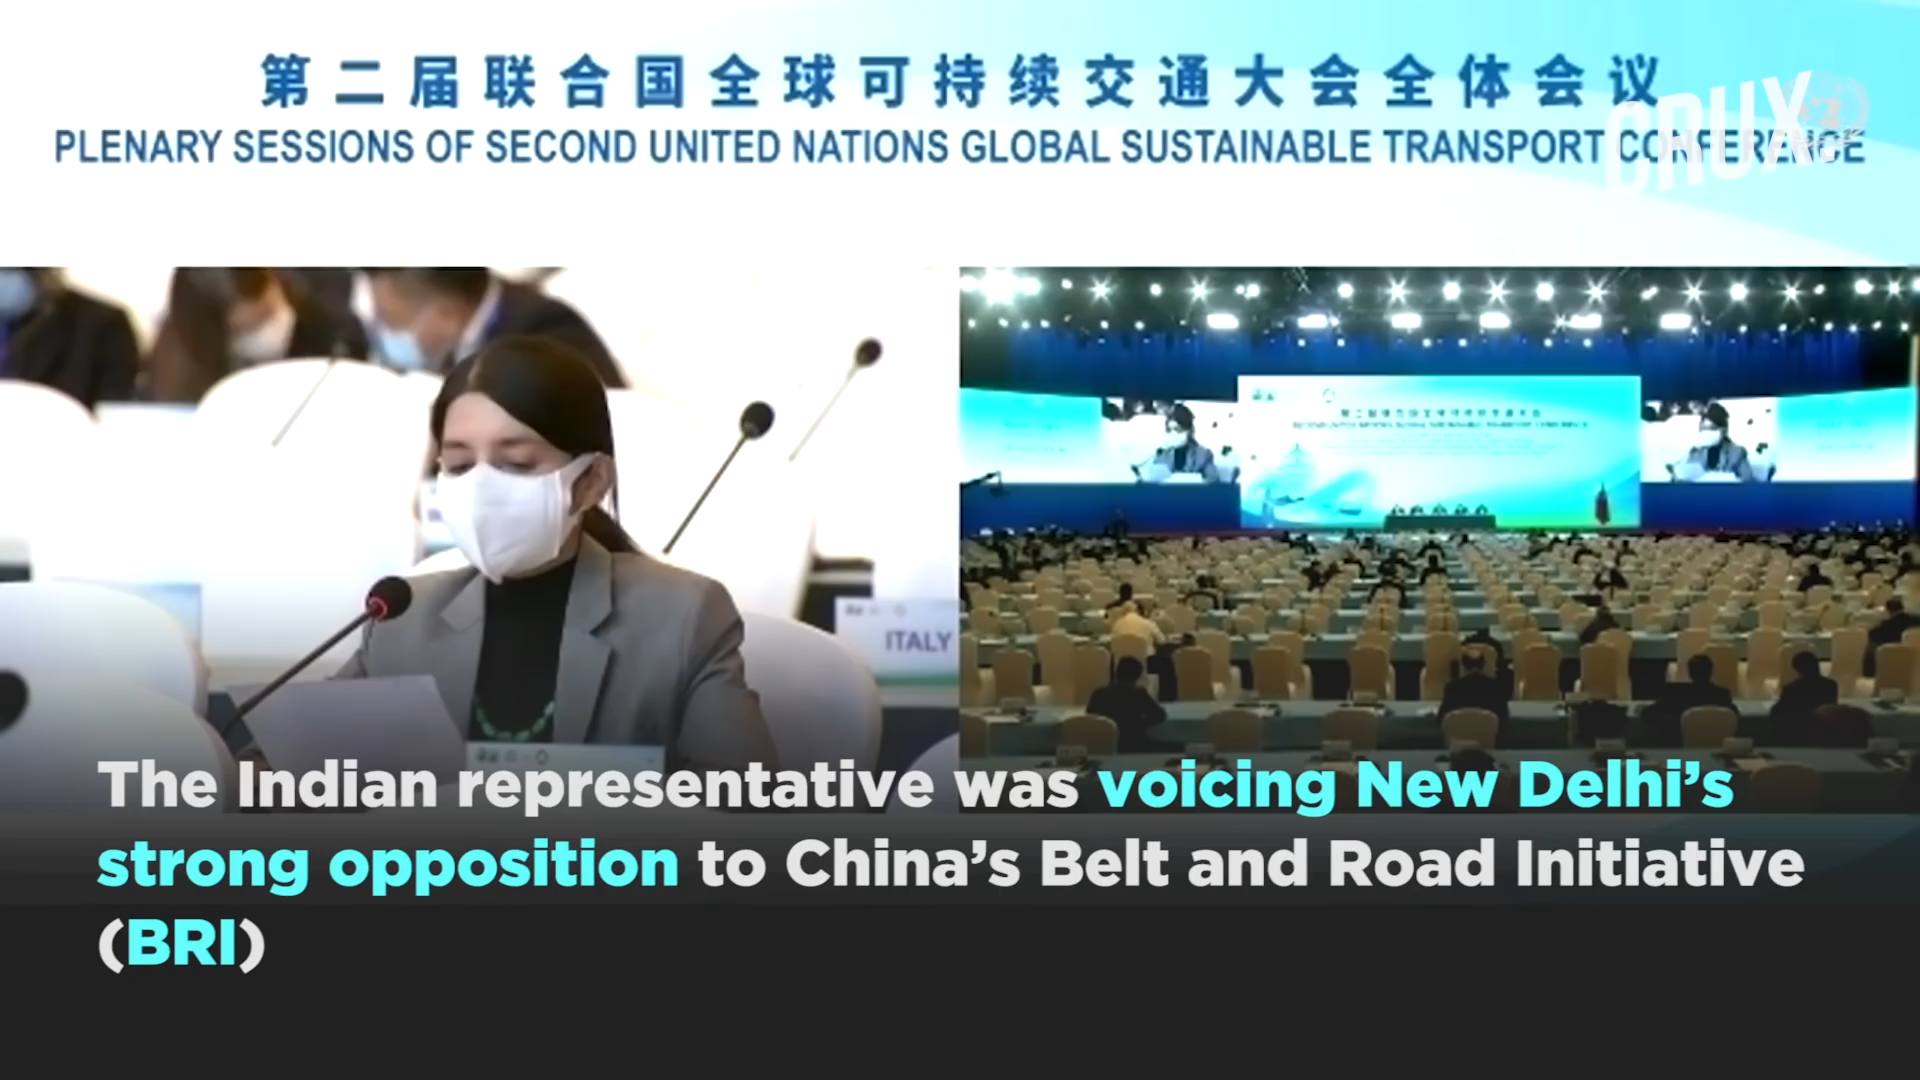 第二届联合国全球可持续交通大会全体会议
PLENARY SESSIONS OF SECOND UNITED NATIONS GLOBAL SUSTAINABLE TRANSPORT CONFERENCE
CRUX
ITALY
The Indian representative was voicing New Delhi’s
strong opposition to China’s Belt and Road Initiative
(BRI)